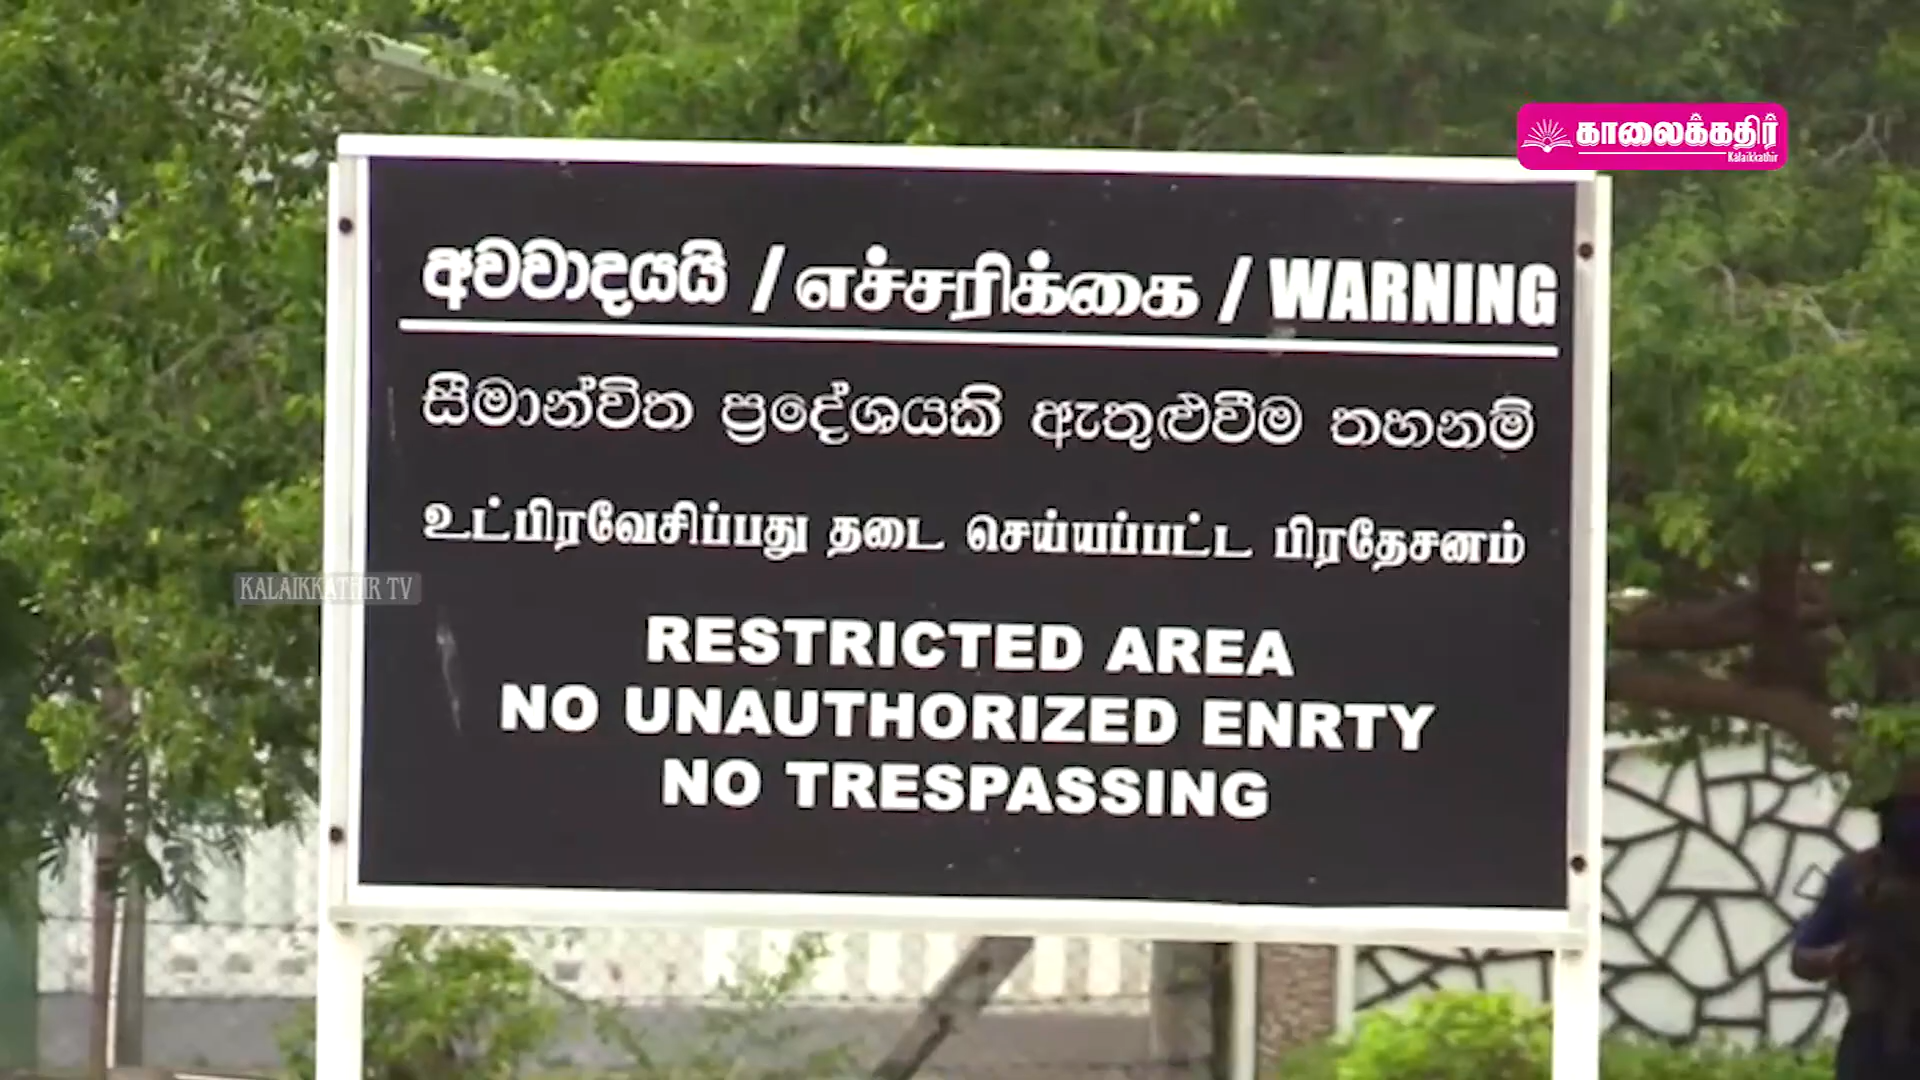 காலைக்கதிர்
Kalaikkathir
අවවාදයයි / எச்சரிக்கை / WARNING
සීමාන්විත ප්‍රදේශයකි ඇතුළුවීම තහනම්
உட்பிரவேசிப்பது தடை செய்யப்பட்ட பிரதேசனம்
KALAIKKATHIR TV
RESTRICTED AREA
NO UNAUTHORIZED ENRTY
NO TRESPASSING